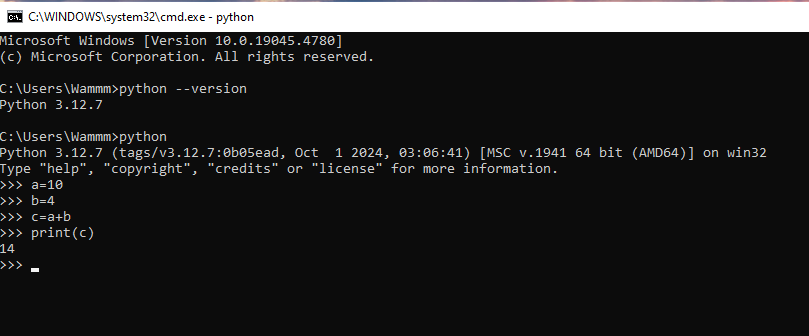 C:\WINDOWS\system32\cmd.exe - python
Microsoft Windows [Version 10.0.19045.4780]
(c) Microsoft Corporation. All rights reserved.
C:\Users\Wammm>python --version
Python 3.12.7
C:\Users\Wammm>python
Python 3.12.7 (tags/v3.12.7:0b05ead, Oct  1 2024, 03:06:41) [MSC v.1941 64 bit (AMD64)] on win32
Type "help", "copyright", "credits" or "license" for more information.
>>> a=10
>>> b=4
>>> c=a+b
>>> print(c)
14
>>>